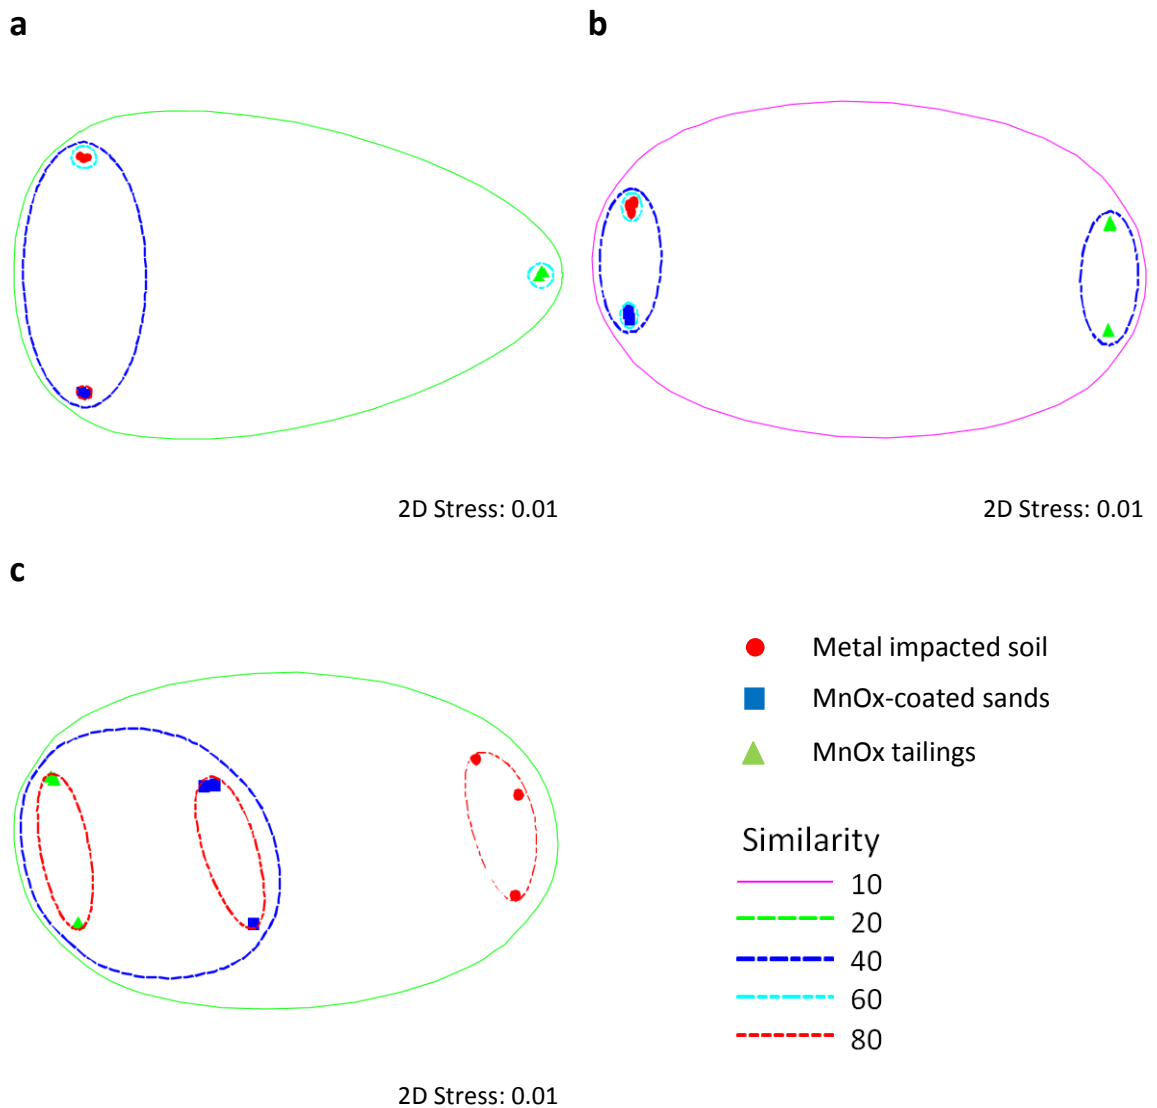 a
b
2D Stress: 0.01
2D Stress: 0.01
c
Metal impacted soil
MnOx-coated sands
MnOx tailings
Similarity
10
20
40
60
80
2D Stress: 0.01